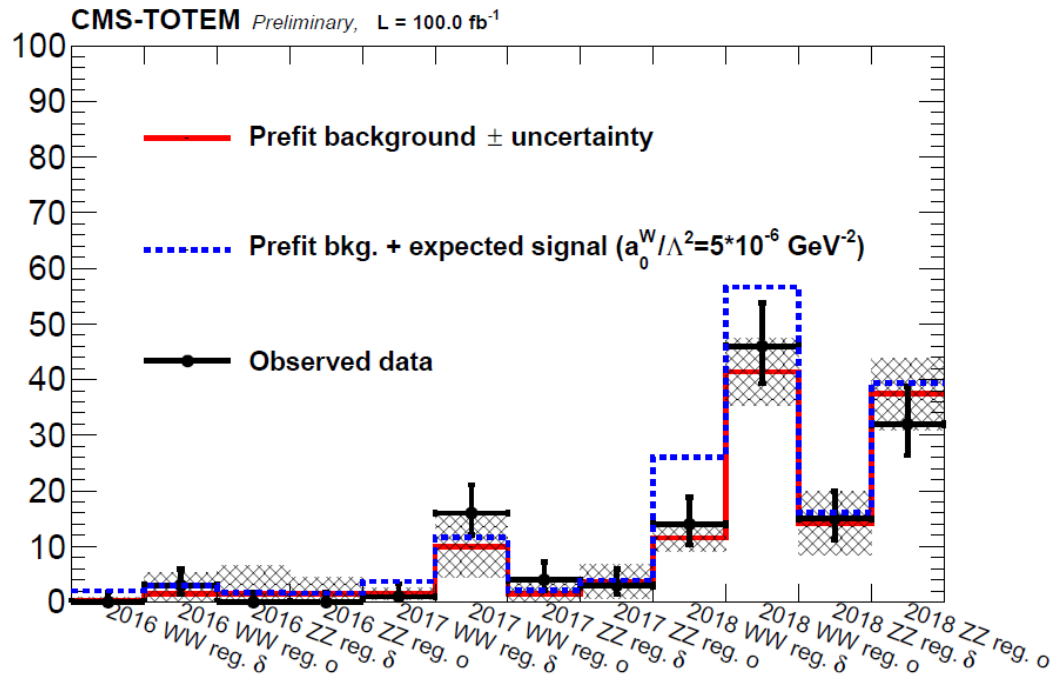 CMS-TOTEM Preliminary, L = 100.0 fb⁻¹
100
90
80
70
60
50
40
30
20
10
0
Prefit background ± uncertainty
Prefit bkg. + expected signal (a₀ᵂ/Λ²=5*10⁻⁶ GeV⁻²)
Observed data
2016 WW reg. δ
2016 WW reg. o
2016 ZZ reg. δ
2016 ZZ reg. o
2017 WW reg. δ
2017 WW reg. o
2017 ZZ reg. δ
2017 ZZ reg. o
2018 WW reg. δ
2018 WW reg. o
2018 ZZ reg. δ
2018 ZZ reg. o